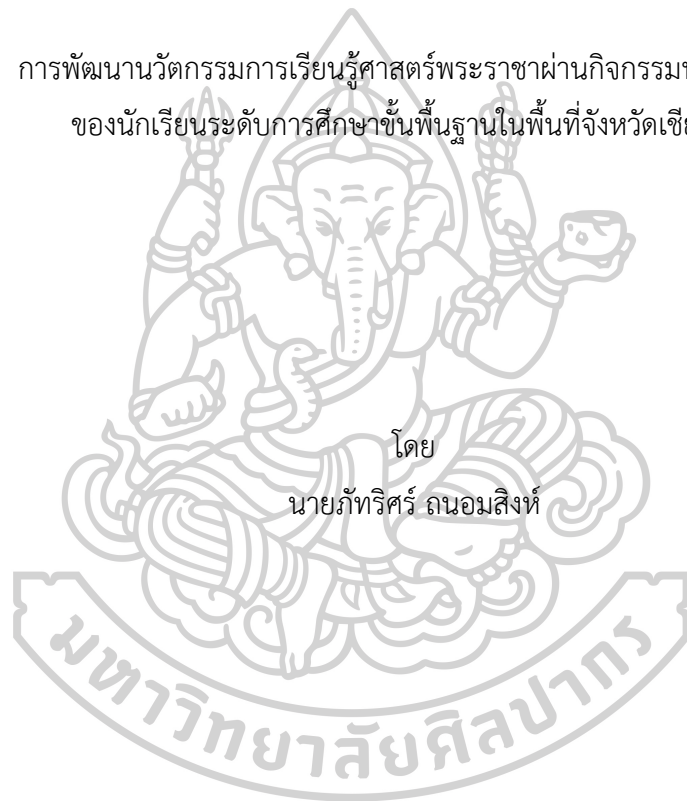 การพัฒนานวัตกรรมการเรียนรู้ศาสตร์พระราชาผ่านกิจกรรม
ของนักเรียนระดับการศึกษาขั้นพื้นฐานในพื้นที่จังหวัด
โดย
นายภัทริศร์ ถนอมสิงห์
มหาวิทยาลัยศิลปากร